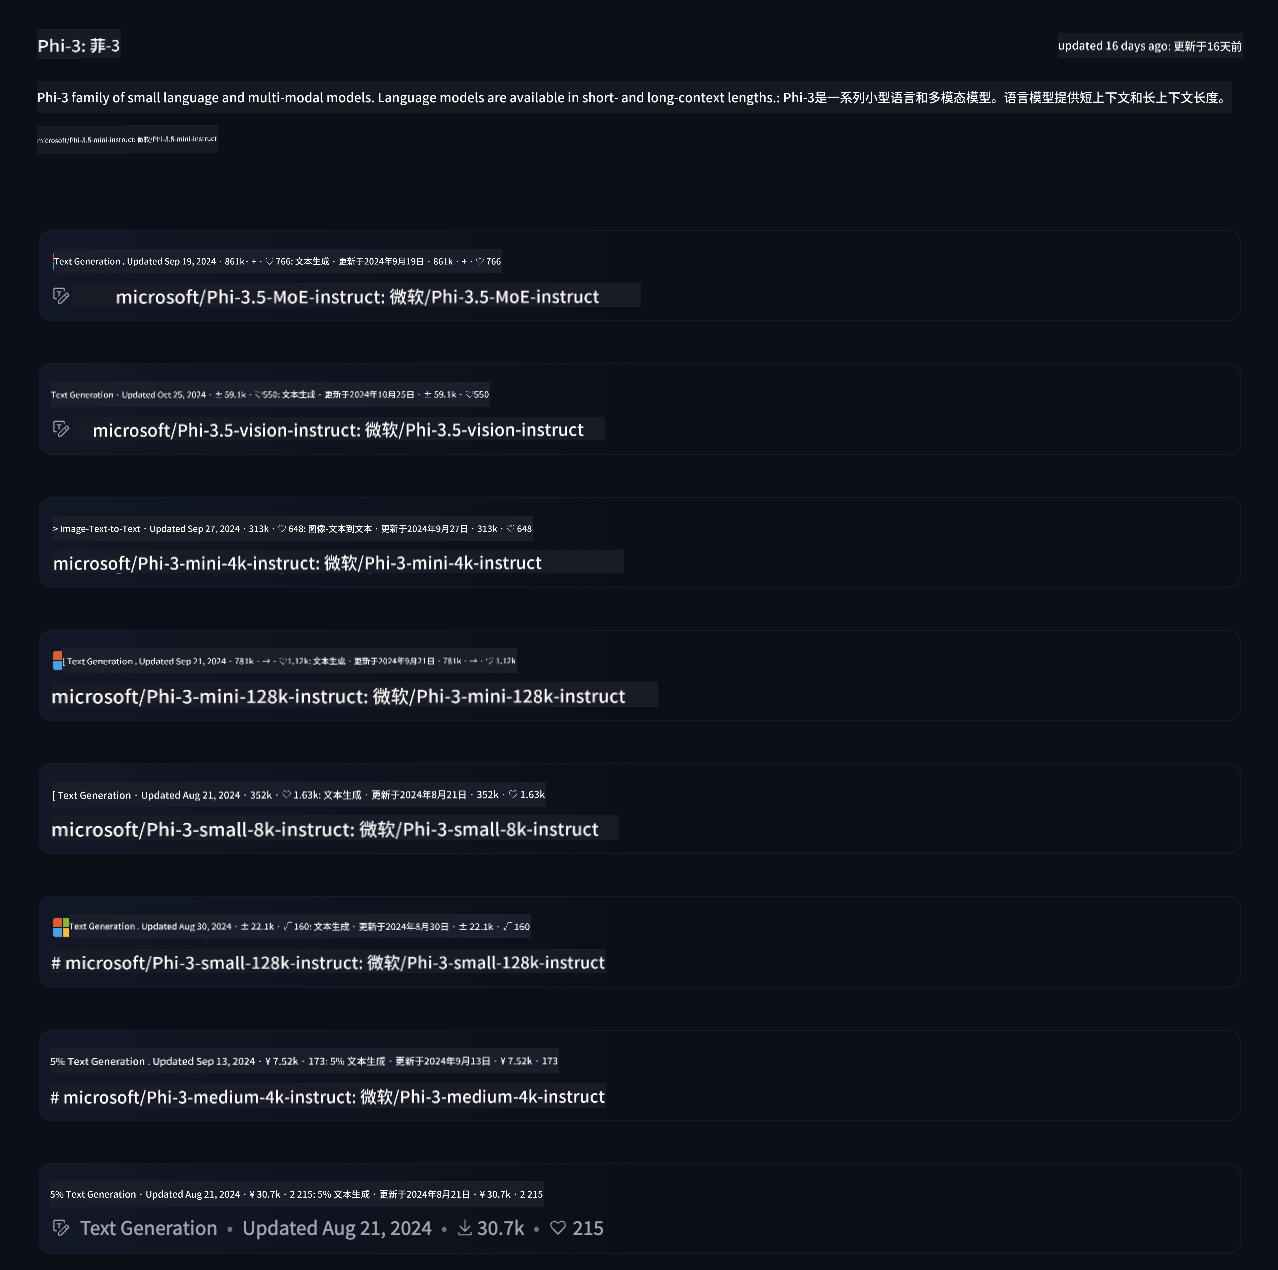 Phi-3: 菲-3
updated 16 days ago: 更新于16天前
Phi-3 family of small language and multi-modal models. Language models are available in short- and long-context lengths.: Phi-3是一系列小型语言和多模态模型。语言模型提供短上下文和长上下文长度。
microsoft/Phi-3.5-mini-instruct: 微软/Phi-3.5-mini-instruct
Text Generation . Updated Sep 19, 2024 · 861k · + · ♡ 766: 文本生成 · 更新于2024年9月19日 · 861k · + · ♡ 766
microsoft/Phi-3.5-MoE-instruct: 微软/Phi-3.5-MoE-instruct
Text Generation · Updated Oct 25, 2024 · ± 59.1k · ♡550: 文本生成 · 更新于2024年10月25日 · ± 59.1k · ♡550
microsoft/Phi-3.5-vision-instruct: 微软/Phi-3.5-vision-instruct
> Image-Text-to-Text · Updated Sep 27, 2024 · 313k · ♡ 648: 图像-文本到文本 · 更新于2024年9月27日 · 313k · ♡ 648
microsoft/Phi-3-mini-4k-instruct: 微软/Phi-3-mini-4k-instruct
[ Text Generation . Updated Sep 21, 2024 · 781k · → · ♡1.12k: 文本生成 · 更新于2024年9月21日 · 781k · → · ♡ 1.12k
microsoft/Phi-3-mini-128k-instruct: 微软/Phi-3-mini-128k-instruct
[ Text Generation · Updated Aug 21, 2024 · 352k · ♡ 1.63k: 文本生成 · 更新于2024年8月21日 · 352k · ♡ 1.63k
microsoft/Phi-3-small-8k-instruct: 微软/Phi-3-small-8k-instruct
Text Generation . Updated Aug 30, 2024 · ± 22.1k · √ 160: 文本生成 · 更新于2024年8月30日 · ± 22.1k · √ 160
# microsoft/Phi-3-small-128k-instruct: 微软/Phi-3-small-128k-instruct
5% Text Generation . Updated Sep 13, 2024 · ¥ 7.52k · 173: 5% 文本生成 · 更新于2024年9月13日 · ¥ 7.52k · 173
# microsoft/Phi-3-medium-4k-instruct: 微软/Phi-3-medium-4k-instruct
5% Text Generation · Updated Aug 21, 2024 · ¥ 30.7k · 2 215: 5% 文本生成 · 更新于2024年8月21日 · ¥ 30.7k · 2 215
Text Generation • Updated Aug 21, 2024 • 30.7k • ♡ 215